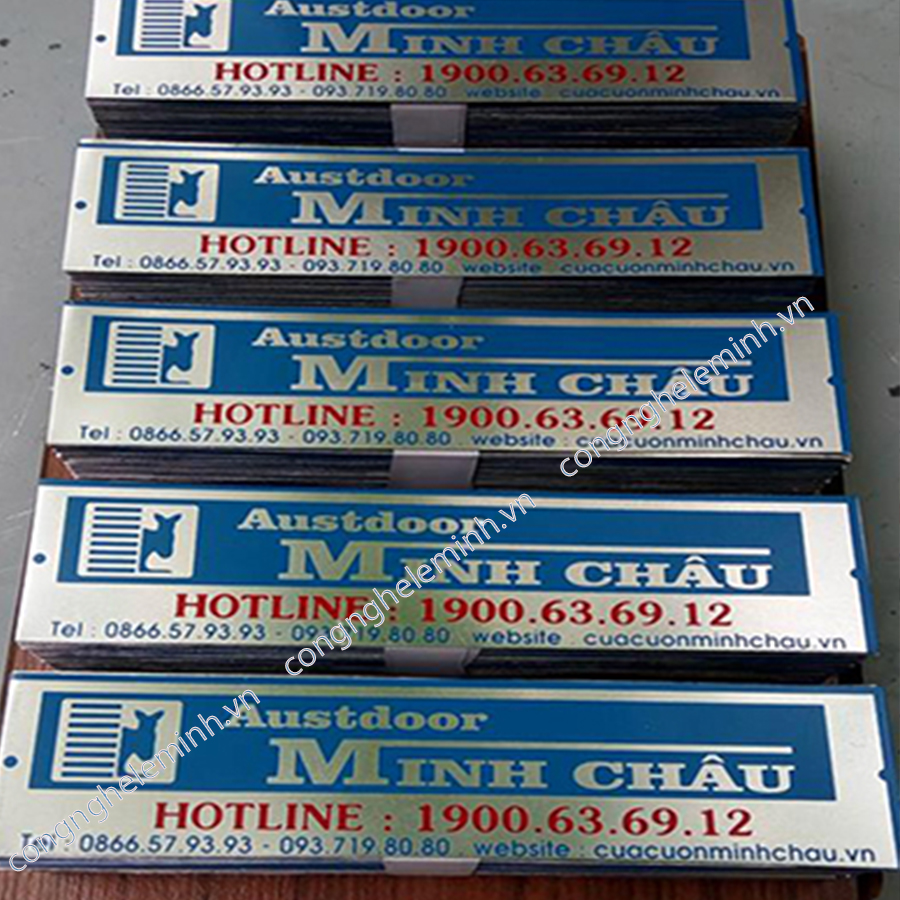 Austdoor
MINH CHÂU
HOTLINE : 1900.63.69.12
Tel : 0866.57.93.93 - 093.719.80.80 website : cuacuonminhchau.vn
Austdoor
MINH CHÂU
HOTLINE : 1900.63.69.12
Tel : 0866.57.93.93 - 093.719.80.80 website : cuacuonminhchau.vn
Austdoor
MINH CHÂU
HOTLINE : 1900.63.69.12
Tel : 0866.57.93.93 - 093.719.80.80 website : cuacuonminhchau.vn
congngheleminh.vn
Austdoor
MINH CHÂU
HOTLINE : 1900.63.69.12
Tel : 0866.57.93.93 - 093.719.80.80 website : cuacuonminhchau.vn
congngheleminh.vn
Austdoor
MINH CHÂU
HOTLINE : 1900.63.69.12
Tel : 0866.57.93.93 - 093.719.80.80 website : cuacuonminhchau.vn
congngheleminh.vn